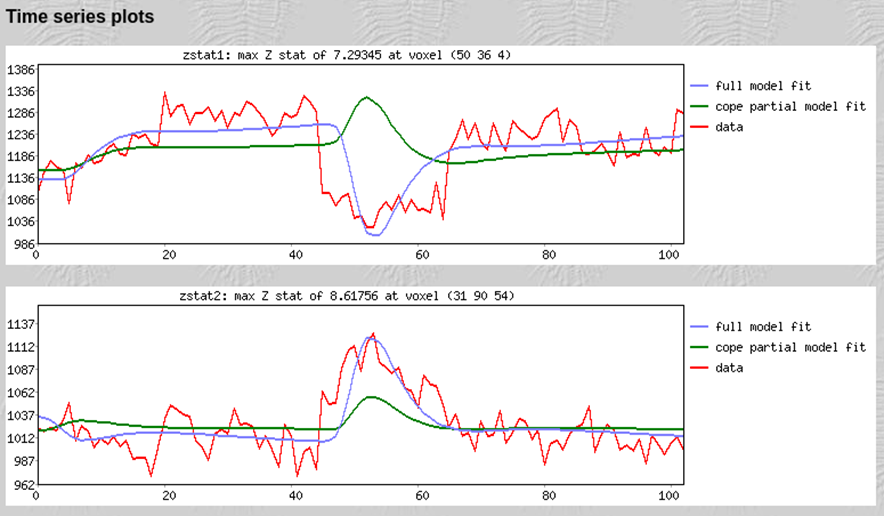 Time series plots
zstat1: max Z stat of 7.29345 at voxel (50 36 4)
1386
1336
1286
1236
1186
1136
1086
1036
986
0 20 40 60 80 100
full model fit
cope partial model fit
data
zstat2: max Z stat of 8.61756 at voxel (31 90 54)
1137
1112
1087
1062
1037
1012
987
962
0 20 40 60 80 100
full model fit
cope partial model fit
data